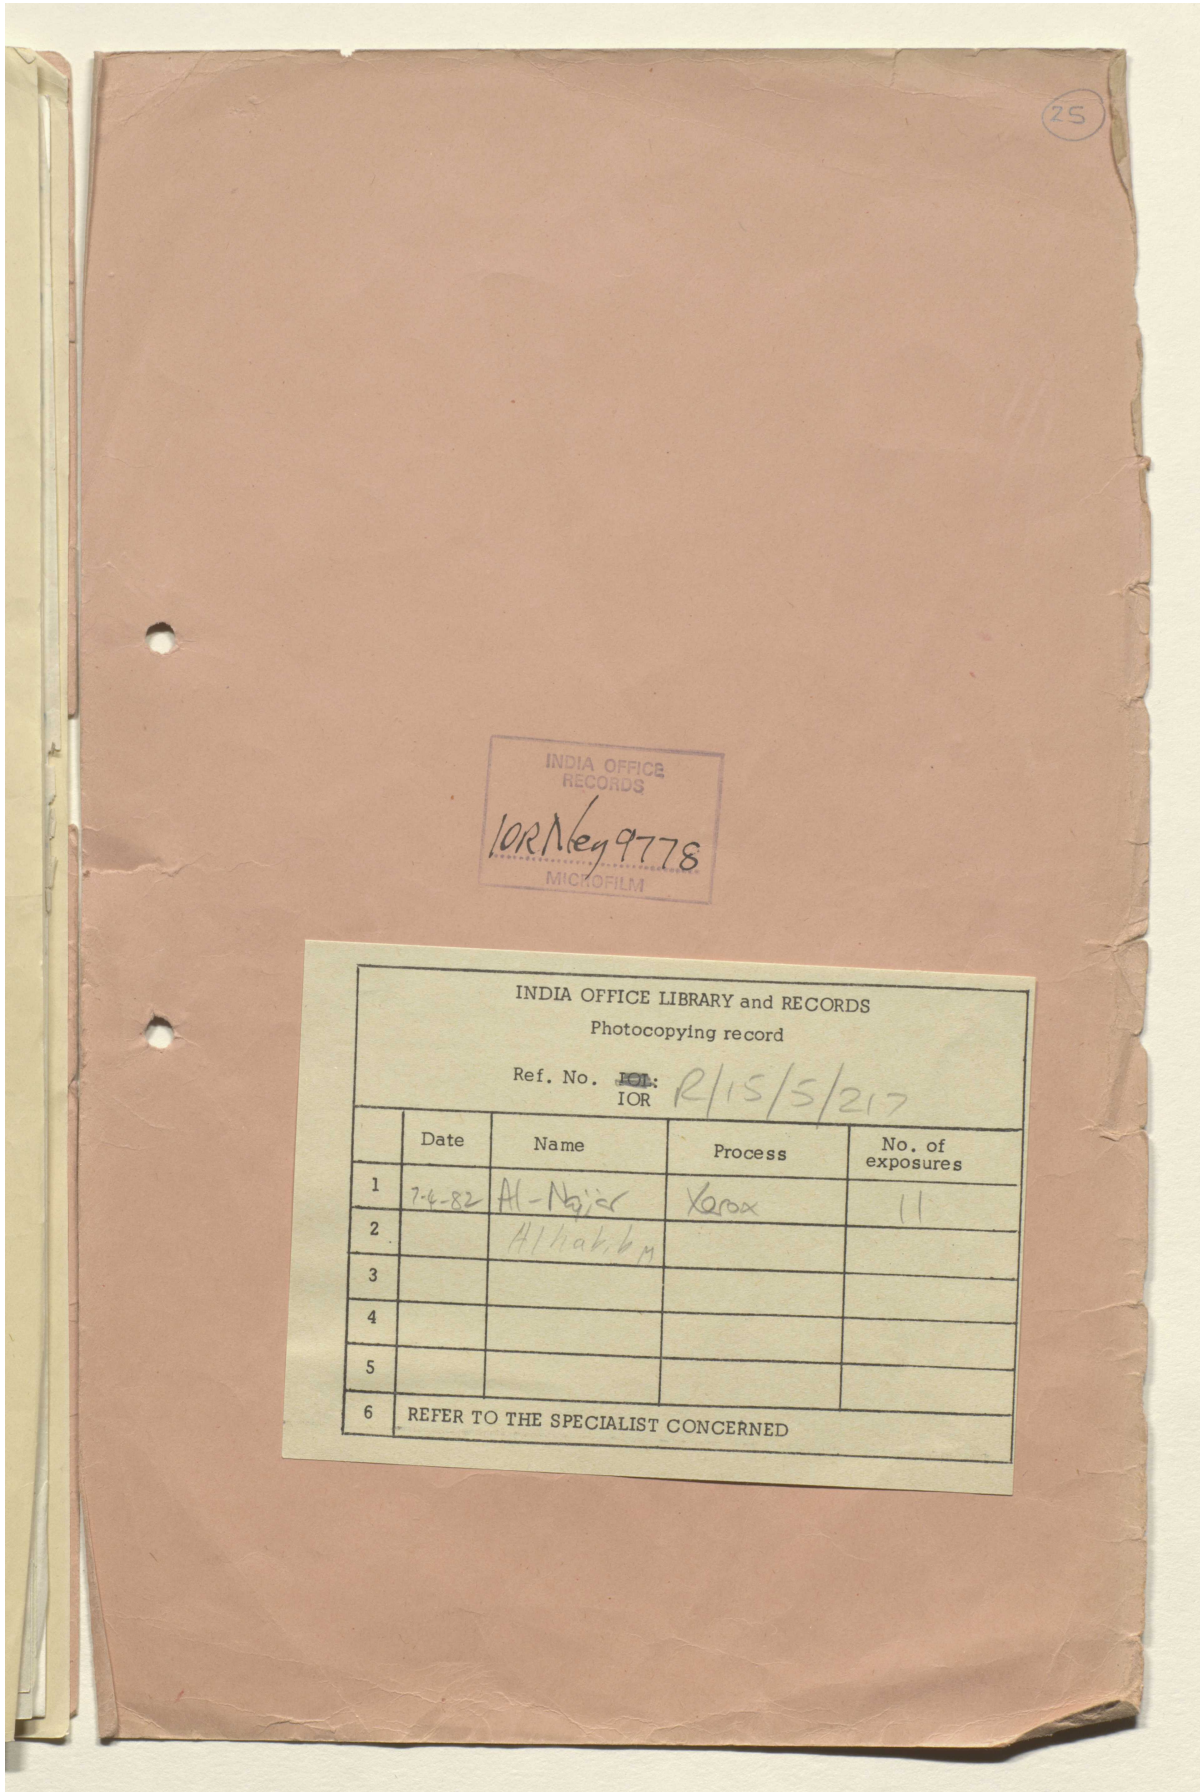 25
INDIA OFFICE
RECORDS
IOR Neg 9778
MICROFILM
INDIA OFFICE LIBRARY and RECORDS
Photocopying record
Ref. No. IOL:
IOR R/15/5/217
Date Name Process No. of exposures
1 7-4-82 Al-Najjar Xerox 11
2 Alhabib M
3
4
5
6 REFER TO THE SPECIALIST CONCERNED